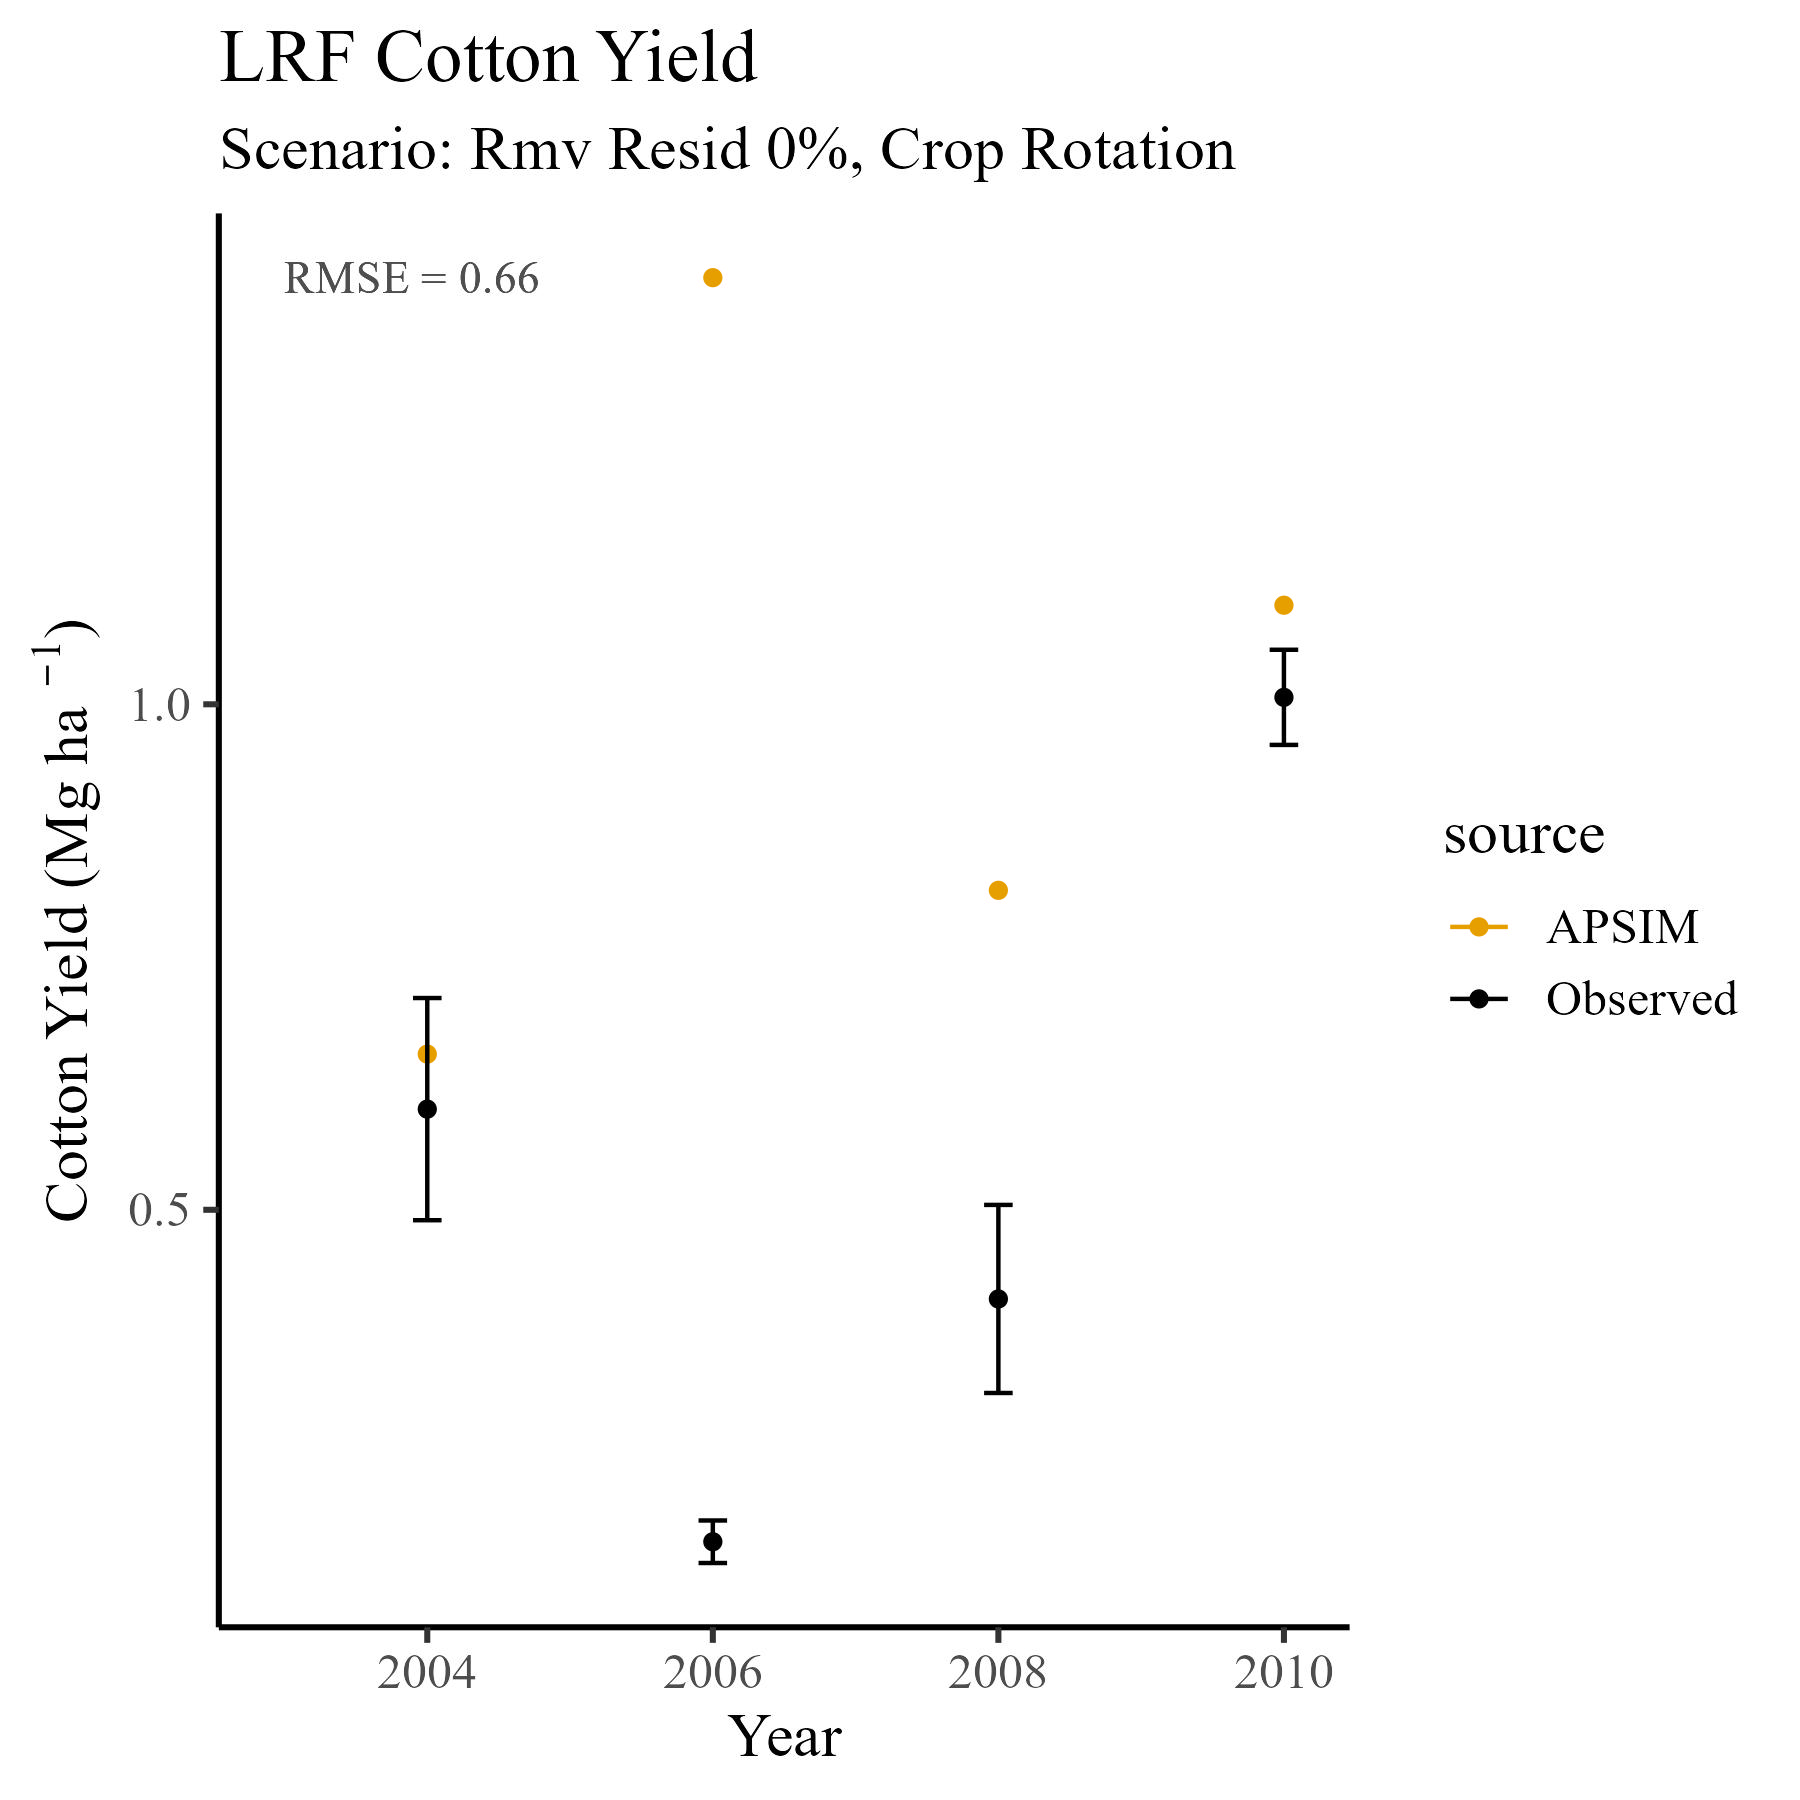 LRF Cotton Yield
Scenario: Rmv Resid 0%, Crop Rotation
RMSE = 0.66
Cotton Yield (Mg ha ⁻¹)
1.0
0.5
2004 2006 2008 2010
Year
source
APSIM
Observed